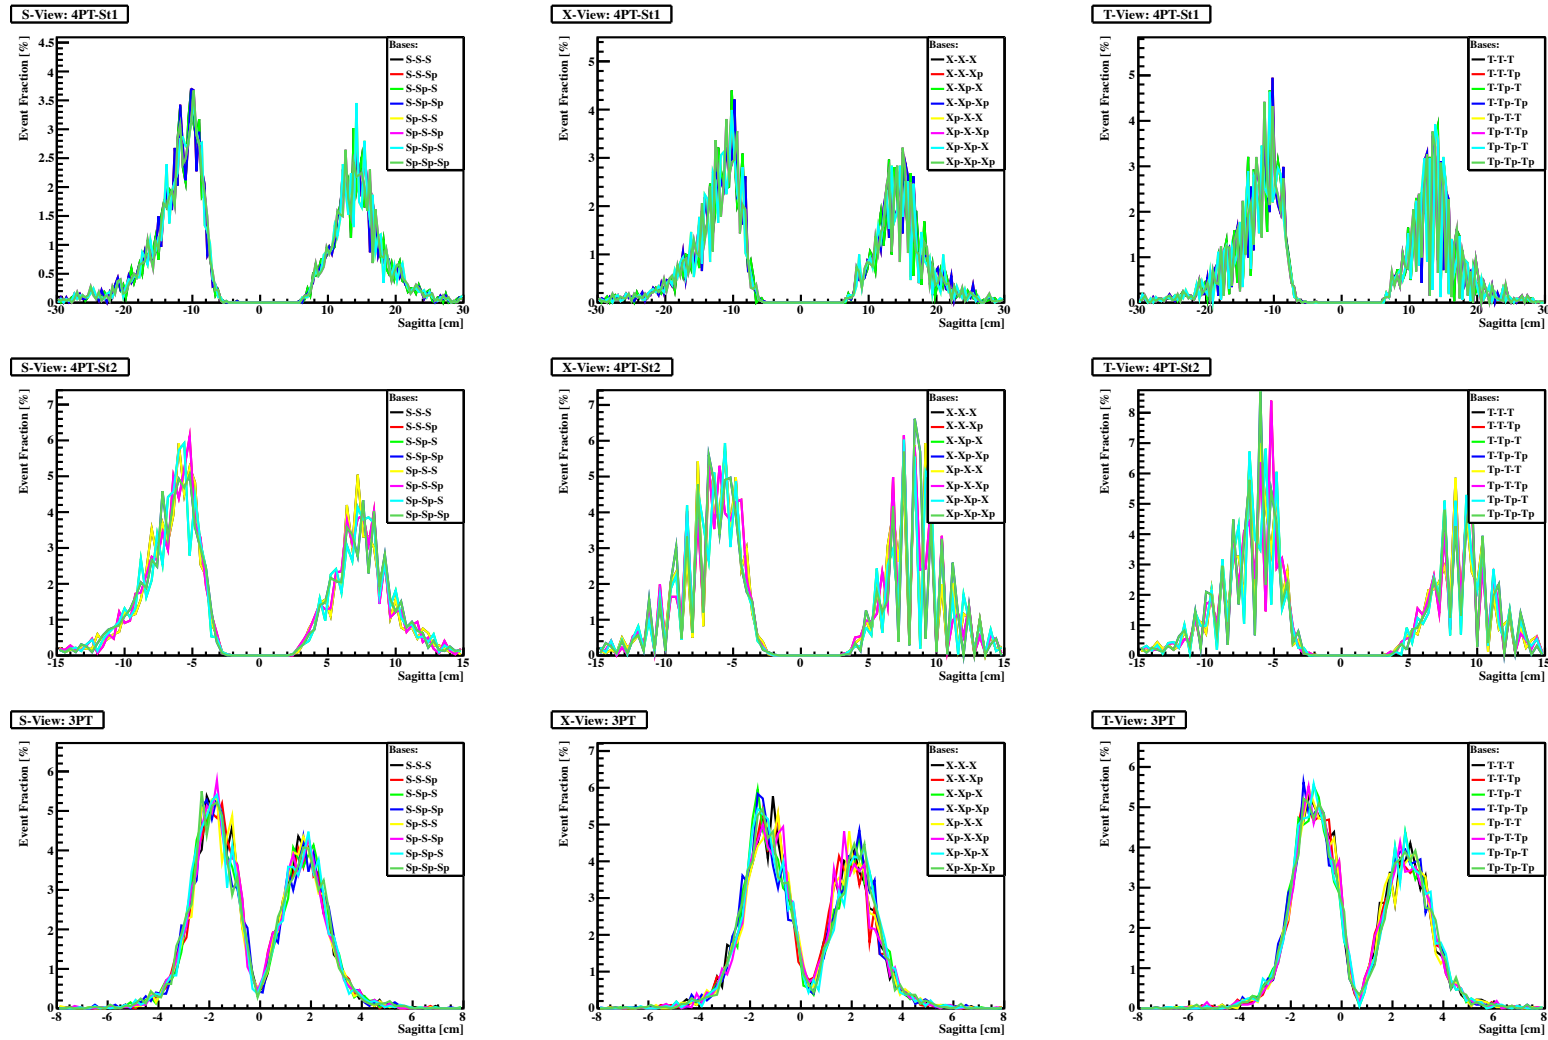 S-View: 4PT-St1
Event Fraction [%]
4.5
4
3.5
3
2.5
2
1.5
1
0.5
0
-30 -20 -10 0 10 20 30
Sagitta [cm]
Bases:
S-S-S
S-S-Sp
S-Sp-S
S-Sp-Sp
Sp-S-S
Sp-S-Sp
Sp-Sp-S
Sp-Sp-Sp
X-View: 4PT-St1
Event Fraction [%]
5
4
3
2
1
0
-30 -20 -10 0 10 20 30
Sagitta [cm]
Bases:
X-X-X
X-X-Xp
X-Xp-X
X-Xp-Xp
Xp-X-X
Xp-X-Xp
Xp-Xp-X
Xp-Xp-Xp
T-View: 4PT-St1
Event Fraction [%]
5
4
3
2
1
0
-30 -20 -10 0 10 20 30
Sagitta [cm]
Bases:
T-T-T
T-T-Tp
T-Tp-T
T-Tp-Tp
Tp-T-T
Tp-T-Tp
Tp-Tp-T
Tp-Tp-Tp
S-View: 4PT-St2
Event Fraction [%]
7
6
5
4
3
2
1
0
-15 -10 -5 0 5 10 15
Sagitta [cm]
Bases:
S-S-S
S-S-Sp
S-Sp-S
S-Sp-Sp
Sp-S-S
Sp-S-Sp
Sp-Sp-S
Sp-Sp-Sp
X-View: 4PT-St2
Event Fraction [%]
7
6
5
4
3
2
1
0
-15 -10 -5 0 5 10 15
Sagitta [cm]
Bases:
X-X-X
X-X-Xp
X-Xp-X
X-Xp-Xp
Xp-X-X
Xp-X-Xp
Xp-Xp-X
Xp-Xp-Xp
T-View: 4PT-St2
Event Fraction [%]
8
7
6
5
4
3
2
1
0
-15 -10 -5 0 5 10 15
Sagitta [cm]
Bases:
T-T-T
T-T-Tp
T-Tp-T
T-Tp-Tp
Tp-T-T
Tp-T-Tp
Tp-Tp-T
Tp-Tp-Tp
S-View: 3PT
Event Fraction [%]
6
5
4
3
2
1
0
-8 -6 -4 -2 0 2 4 6 8
Sagitta [cm]
Bases:
S-S-S
S-S-Sp
S-Sp-S
S-Sp-Sp
Sp-S-S
Sp-S-Sp
Sp-Sp-S
Sp-Sp-Sp
X-View: 3PT
Event Fraction [%]
7
6
5
4
3
2
1
0
-8 -6 -4 -2 0 2 4 6 8
Sagitta [cm]
Bases:
X-X-X
X-X-Xp
X-Xp-X
X-Xp-Xp
Xp-X-X
Xp-X-Xp
Xp-Xp-X
Xp-Xp-Xp
T-View: 3PT
Event Fraction [%]
6
5
4
3
2
1
0
-8 -6 -4 -2 0 2 4 6 8
Sagitta [cm]
Bases:
T-T-T
T-T-Tp
T-Tp-T
T-Tp-Tp
Tp-T-T
Tp-T-Tp
Tp-Tp-T
Tp-Tp-Tp